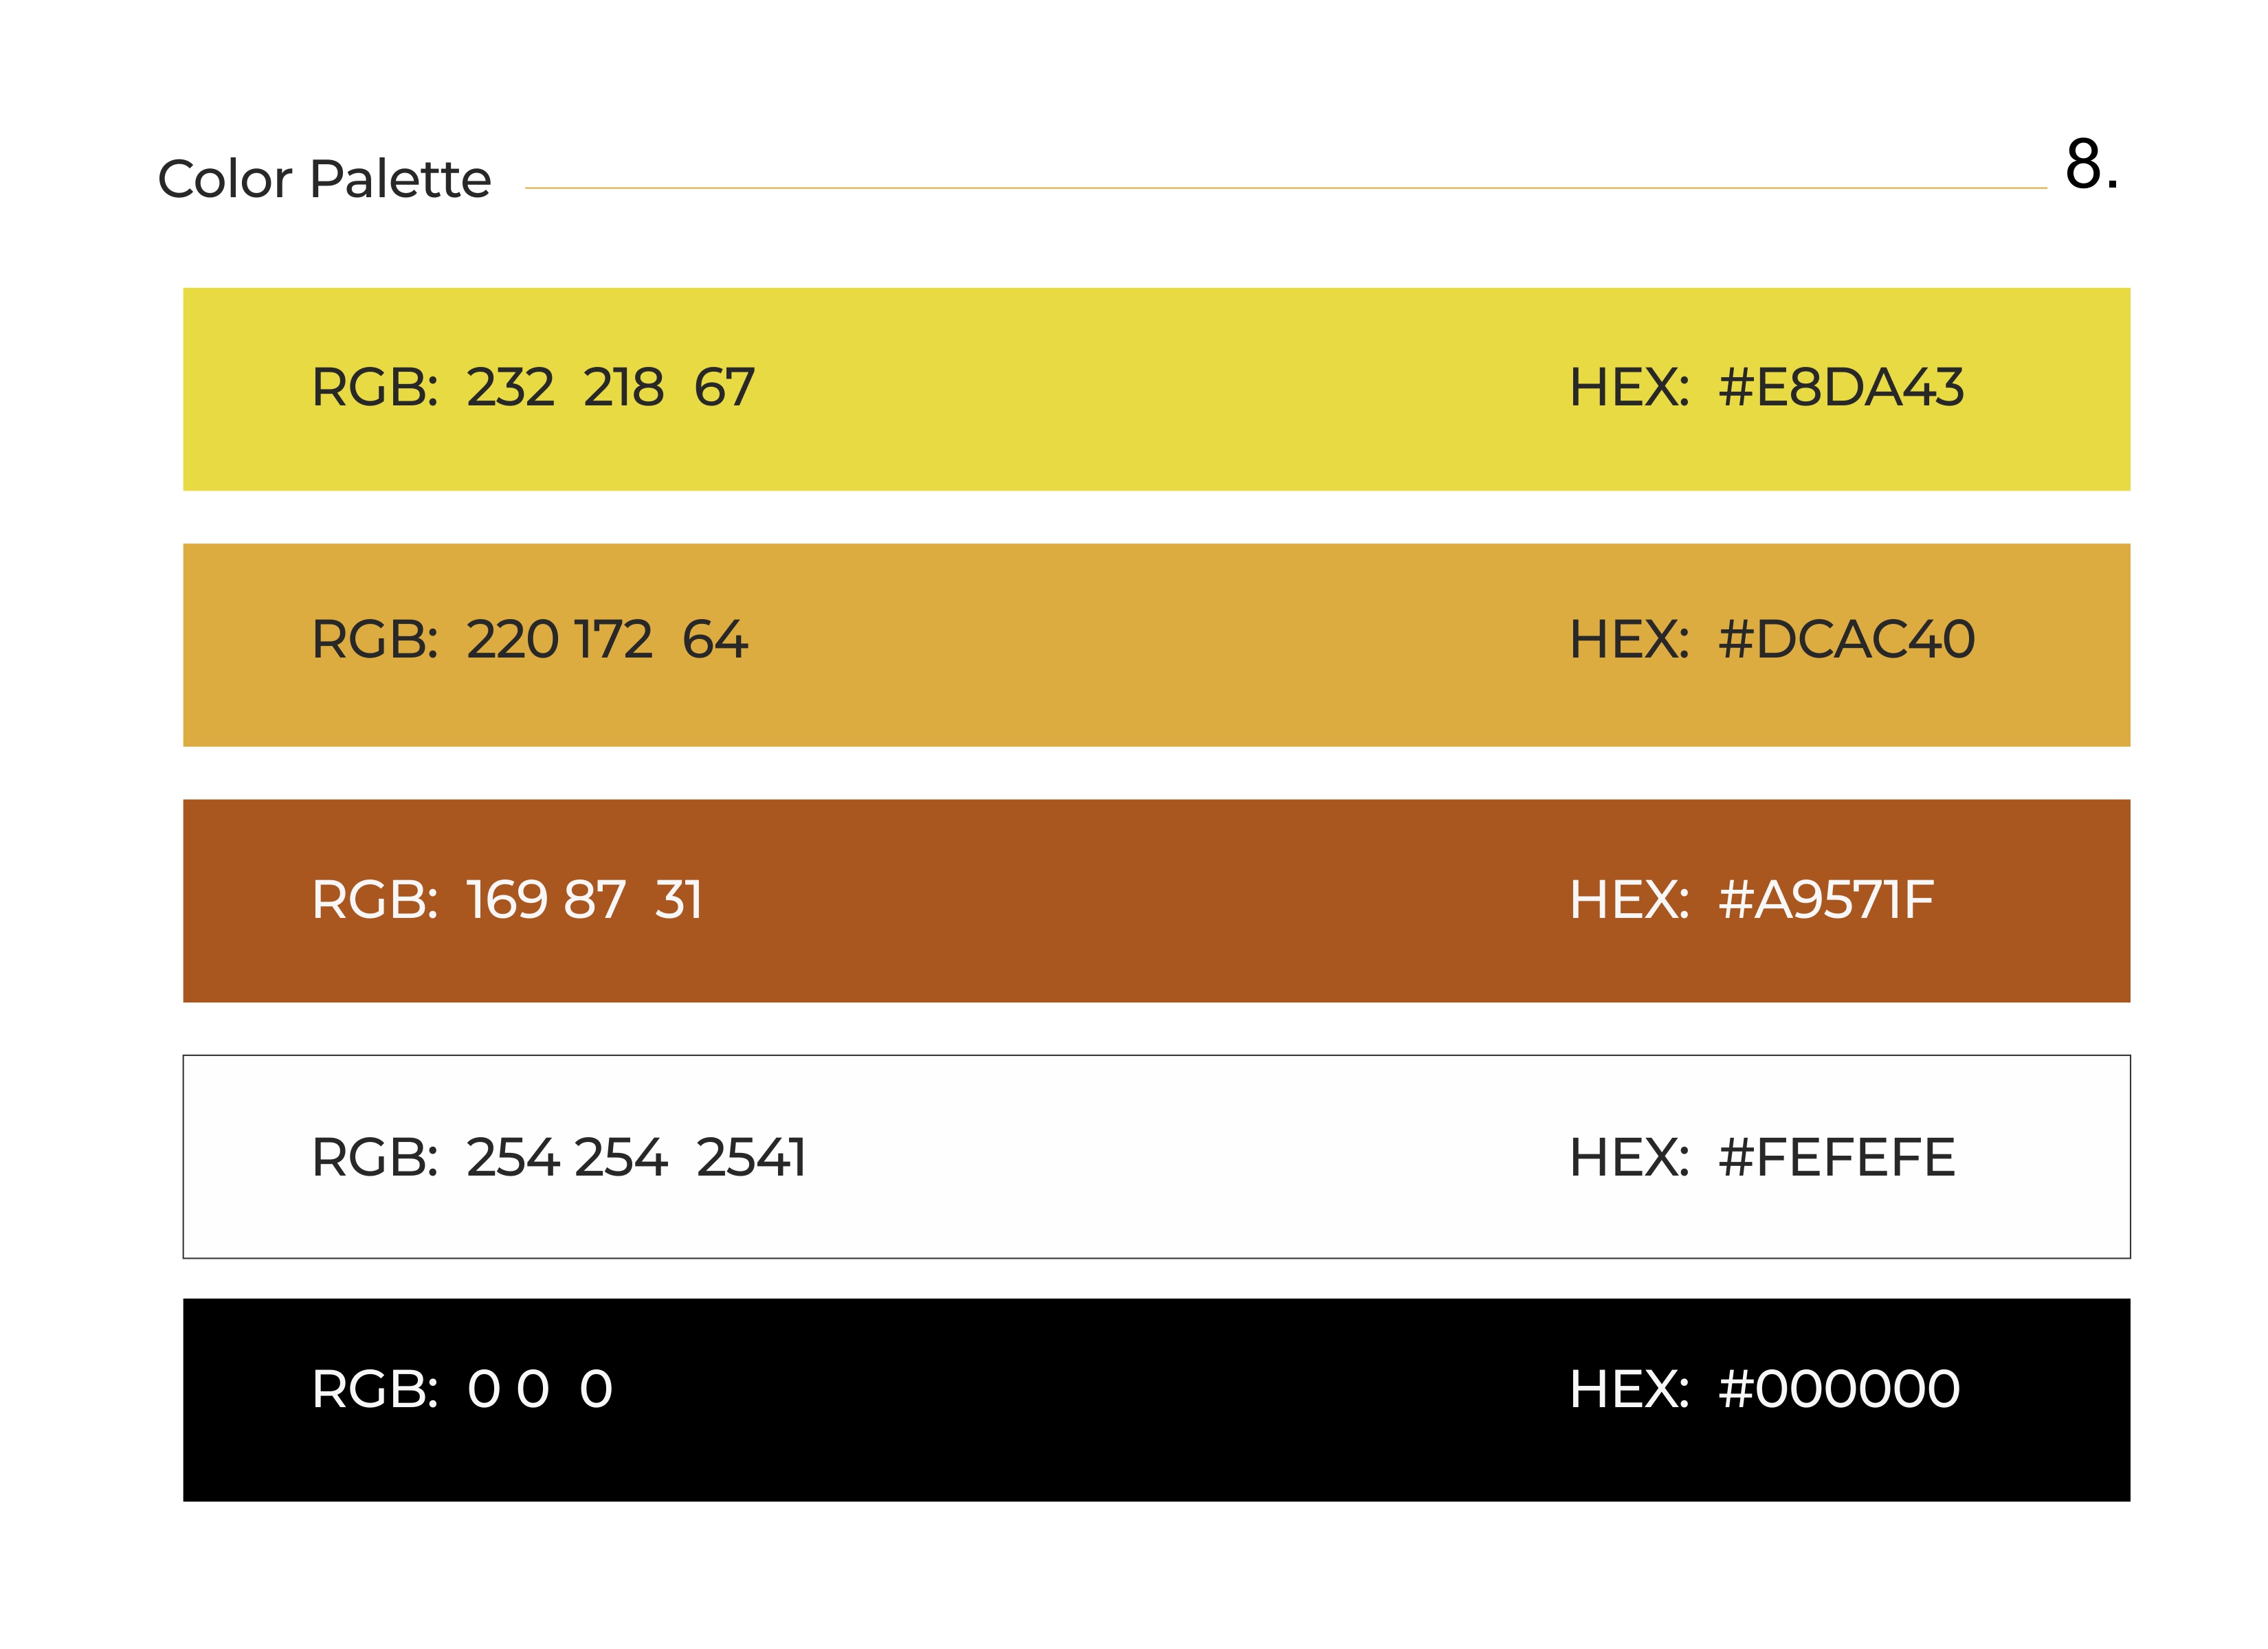 Color Palette 8.
RGB: 232 218 67 HEX: #E8DA43
RGB: 220 172 64 HEX: #DCAC40
RGB: 169 87 31 HEX: #A9571F
RGB: 254 254 2541 HEX: #FEFEFE
RGB: 0 0 0 HEX: #000000